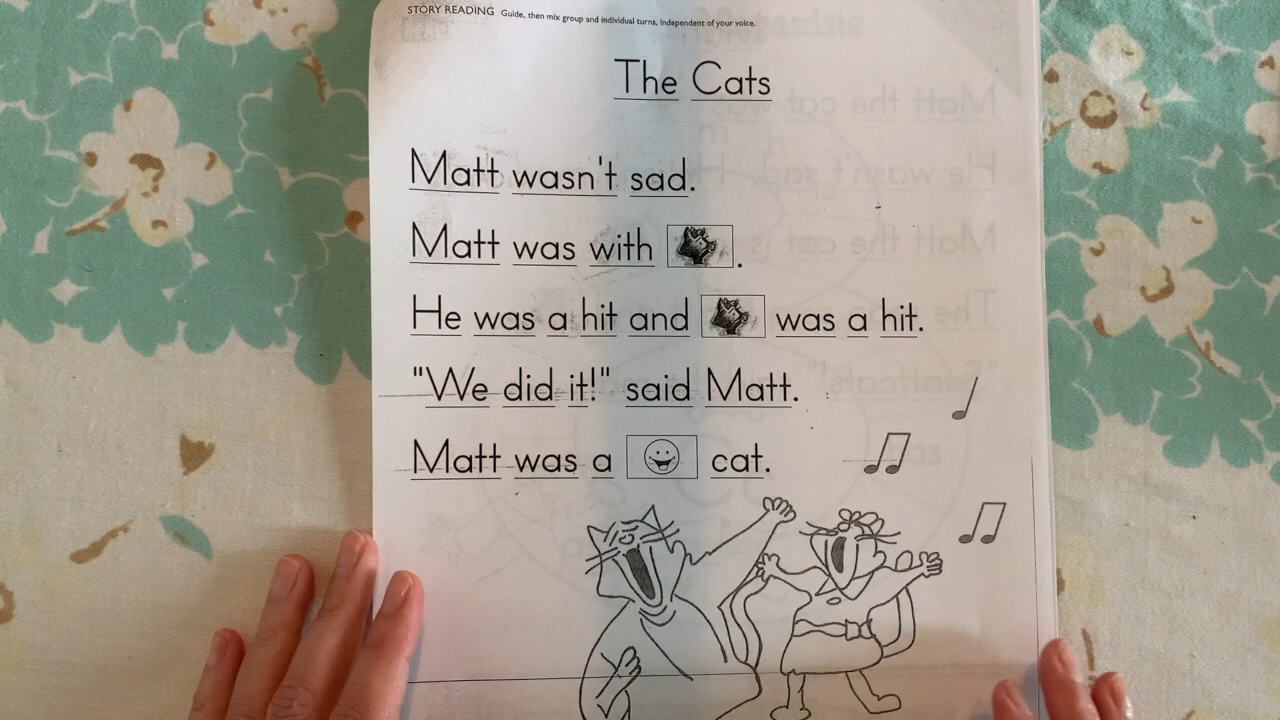 STORY READING Guide, then mix group and individual turns, independent of your voice.
The Cats
Matt wasn't sad.
Matt was with .
He was a hit and was a hit.
"We did it!" said Matt.
Matt was a cat.